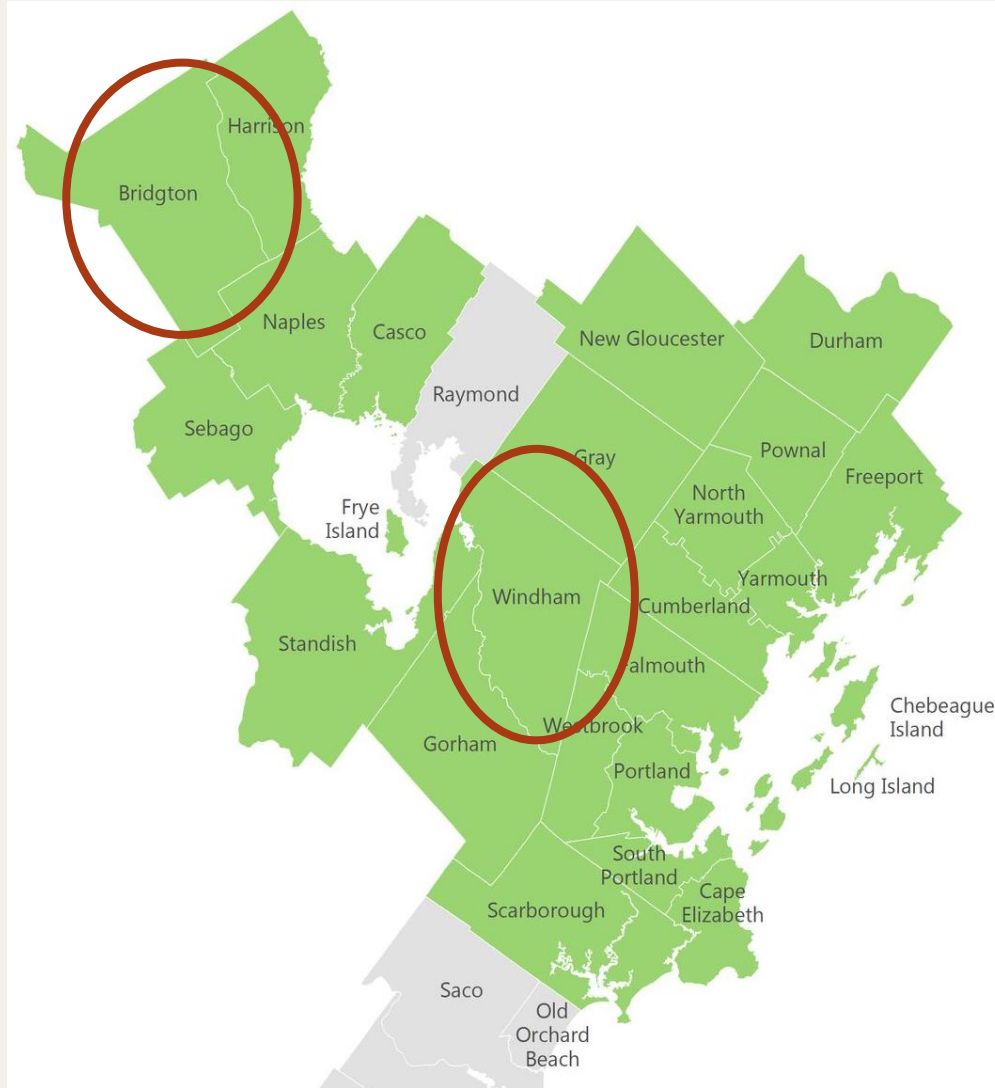 Harrison
Bridgton
Naples
Casco
New Gloucester
Durham
Raymond
Sebago
Gray
Pownal
Freeport
North
Yarmouth
Frye
Island
Yarmouth
Windham
Cumberland
Standish
Falmouth
Chebeague
Island
Westbrook
Gorham
Portland
Long Island
South
Portland
Cape
Elizabeth
Scarborough
Saco
Old
Orchard
Beach